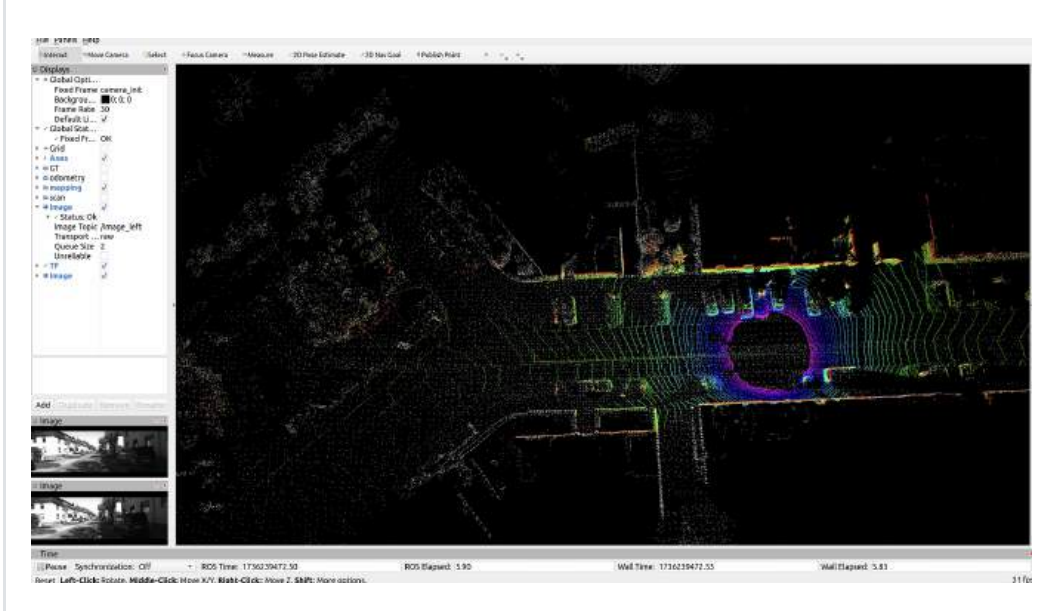 File Panels Help
Interact Move Camera Select Focus Camera Measure 2D Pose Estimate 2D Nav Goal Publish Point
Displays
Global Opti...
Fixed Frame camera_init
Backgrou... 0; 0; 0
Frame Rate 30
Default Li...
Global Stat...
Fixed Fr... OK
Grid
Axes
GT
odometry
mapping
scan
Image
Status: Ok
Image Topic /image_left
Transport ... raw
Queue Size 2
Unreliable
TF
Image
Add Duplicate Remove Rename
Image
Image
Time
Pause Synchronization: Off ROS Time: 1736239472.50 ROS Elapsed: 5.90 Wall Time: 1736239472.53 Wall Elapsed: 5.83
Reset Left-Click: Rotate. Middle-Click: Move X/Y. Right-Click: Move Z. Shift: More options. 31 fps